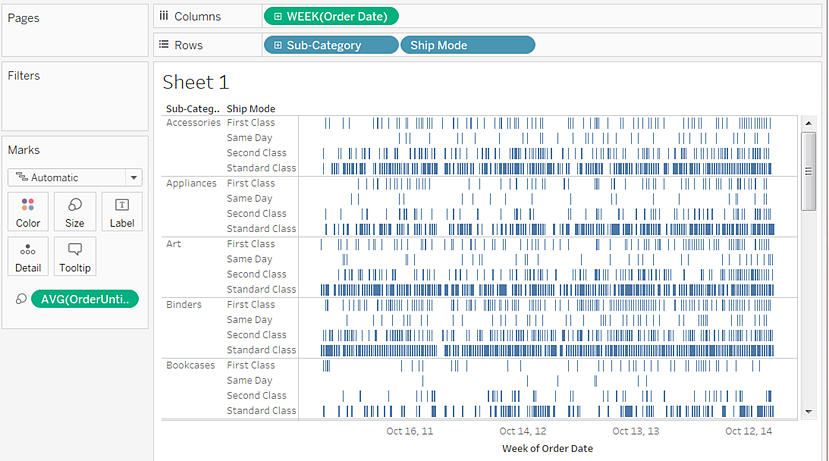 Pages
Columns
WEEK(Order Date)
Rows
Sub-Category
Ship Mode
Filters
Sheet 1
Sub-Categ.. Ship Mode
Accessories First Class
Same Day
Second Class
Standard Class
Marks
Automatic
Color Size Label
Detail Tooltip
AVG(OrderUnti..
Appliances First Class
Same Day
Second Class
Standard Class
Art First Class
Same Day
Second Class
Standard Class
Binders First Class
Same Day
Second Class
Standard Class
Bookcases First Class
Same Day
Second Class
Standard Class
Oct 16, 11 Oct 14, 12 Oct 13, 13 Oct 12, 14
Week of Order Date